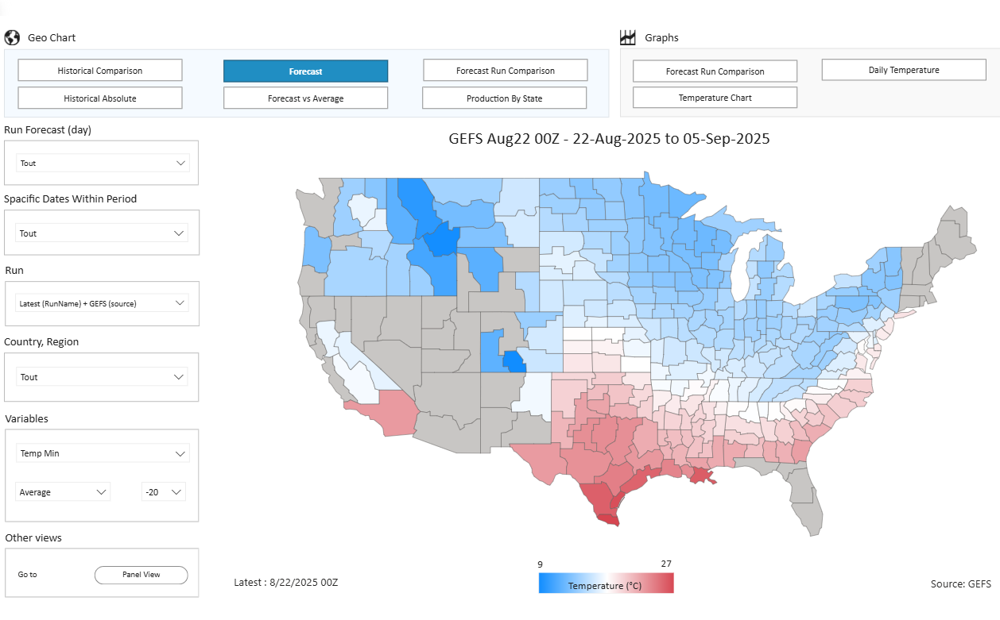 Geo Chart
Graphs
Historical Comparison
Forecast
Forecast Run Comparison
Forecast Run Comparison
Daily Temperature
Historical Absolute
Forecast vs Average
Production By State
Temperature Chart
Run Forecast (day)
GEFS Aug22 00Z - 22-Aug-2025 to 05-Sep-2025
Tout
Spacific Dates Within Period
Tout
Run
Latest (RunName) + GEFS (source)
Country, Region
Tout
Variables
Temp Min
Average
-20
Other views
Go to
Panel View
9
27
Temperature (°C)
Latest : 8/22/2025 00Z
Source: GEFS